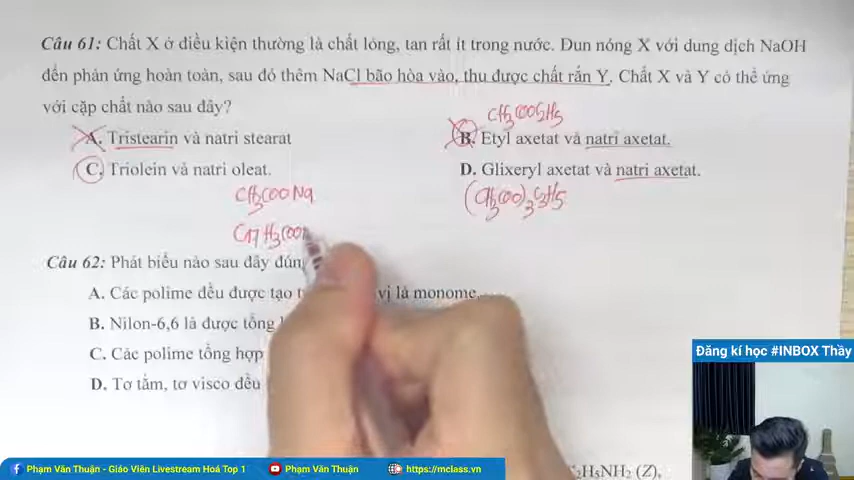 Câu 61: Chất X ở điều kiện thường là chất lỏng, tan rất ít trong nước. Đun nóng X với dung dịch NaOH
đến phản ứng hoàn toàn, sau đó thêm NaCl bão hòa vào, thu được chất rắn Y. Chất X và Y có thể ứng
với cặp chất nào sau đây?
CH3COOC2H5
A. Tristearin và natri stearat
B. Etyl axetat và natri axetat.
C. Triolein và natri oleat.
D. Glixeryl axetat và natri axetat.
CH3COONa
(CH3COO)3C3H5
C17H3COO
Câu 62: Phát biểu nào sau đây đún
A. Các polime đều được tạo t vị là monome.
B. Nilon-6,6 là được tổng
C. Các polime tổng hợp
D. Tơ tằm, tơ visco đều
Đăng kí học #INBOX Thầy
Phạm Văn Thuận - Giáo Viên Livestream Hoá Top 1
Phạm Văn Thuận
https://mclass.vn
2H5NH2 (Z),